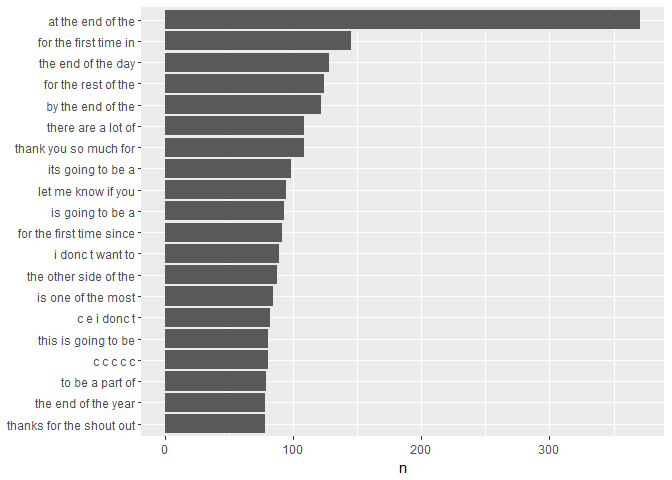 at the end of the
for the first time in
the end of the day
for the rest of the
by the end of the
there are a lot of
thank you so much for
its going to be a
let me know if you
is going to be a
for the first time since
i donc t want to
the other side of the
is one of the most
c e i donc t
this is going to be
c c c c c
to be a part of
the end of the year
thanks for the shout out
0 100 200 300
n